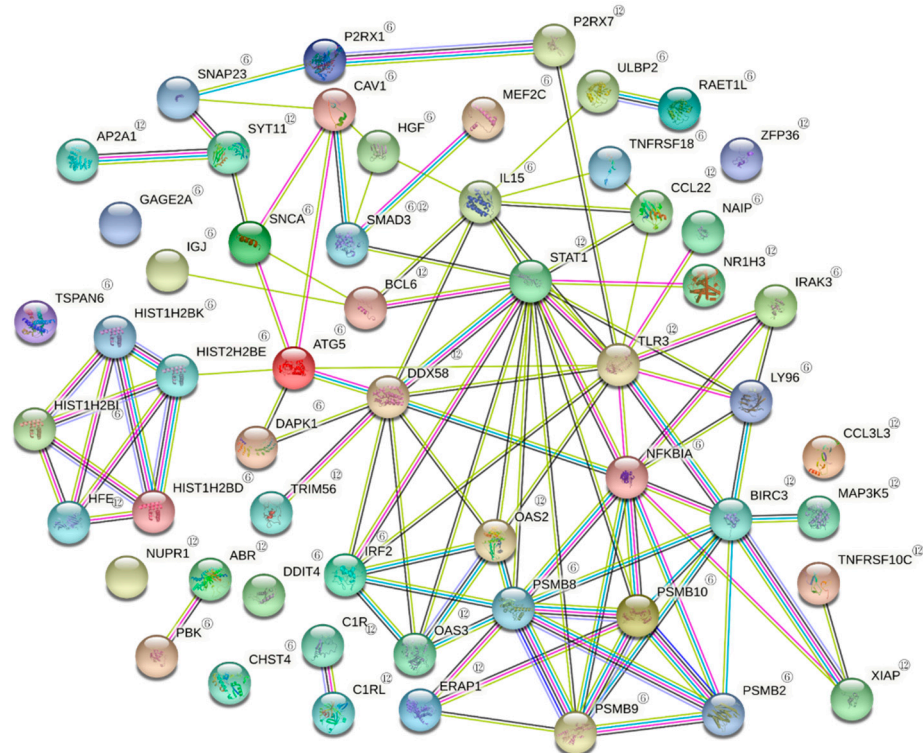 P2RX1 ⑥
P2RX7 ⑫
SNAP23 ⑥
CAV1 ⑥
ULBP2 ⑥
RAET1L ⑥
MEF2C ⑥
AP2A1 ⑫
SYT11 ⑫
HGF ⑥
TNFRSF18 ⑥
ZFP36 ⑫
IL15 ⑥
CCL22 ⑫
GAGE2A ⑥
SNCA ⑥
SMAD3 ⑥⑫
NAIP ⑥
IGJ ⑥
STAT1 ⑫
NR1H3 ⑫
BCL6 ⑫
IRAK3 ⑥
TSPAN6 ⑥
HIST1H2BK ⑥
HIST2H2BE ⑥
ATG5 ⑥
DDX58 ⑫
TLR3 ⑫
LY96 ⑥
HIST1H2BL ⑥
DAPK1 ⑥
CCL3L3 ⑫
NFKBIA ⑥
HFE ⑫
HIST1H2BD ⑥
TRIM56 ⑫
BIRC3 ⑫
MAP3K5 ⑫
OAS2 ⑫
NUPR1 ⑫
ABR ⑫
DDIT4 ⑥
IRF2 ⑥
PSMB8 ⑥
PSMB10 ⑥
TNFRSF10C ⑫
PBK ⑥
C1R ⑫
OAS3 ⑫
CHST4 ⑥
C1RL ⑫
ERAP1 ⑫
PSMB9 ⑥
PSMB2 ⑥
XIAP ⑫